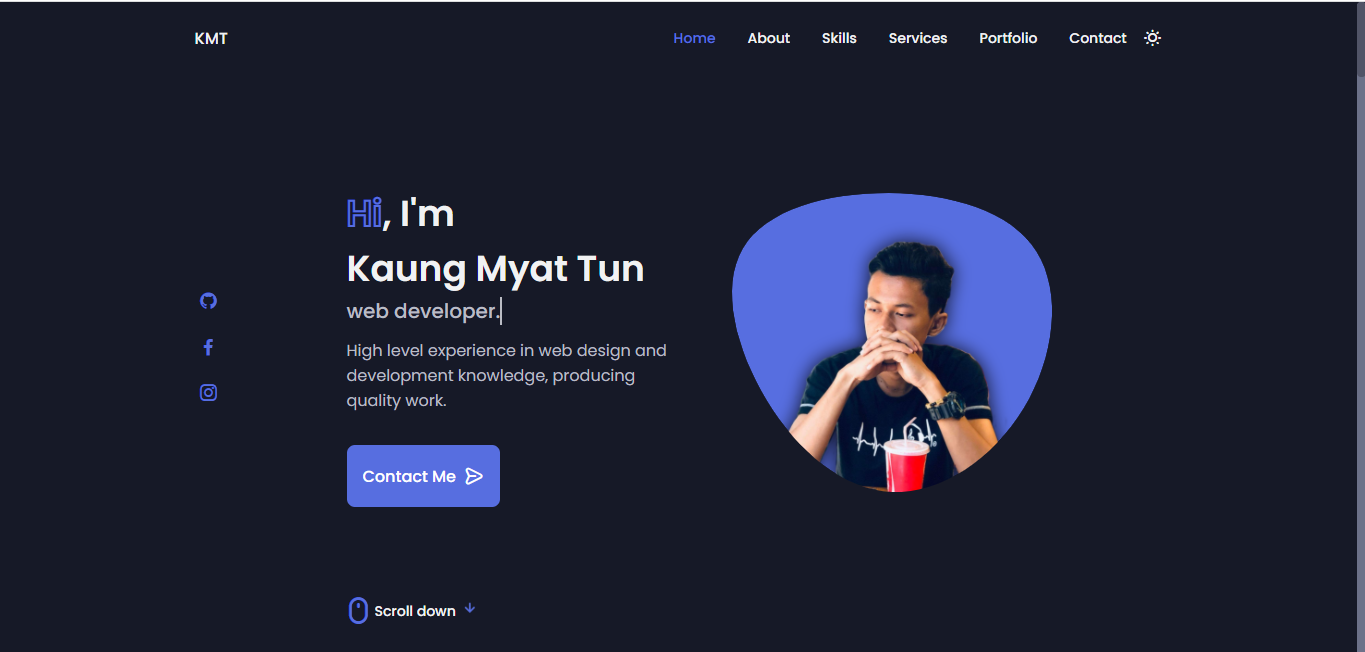 KMT
Home About Skills Services Portfolio Contact
Hi, I'm
Kaung Myat Tun
web developer.
High level experience in web design and
development knowledge, producing
quality work.
Contact Me
Scroll down